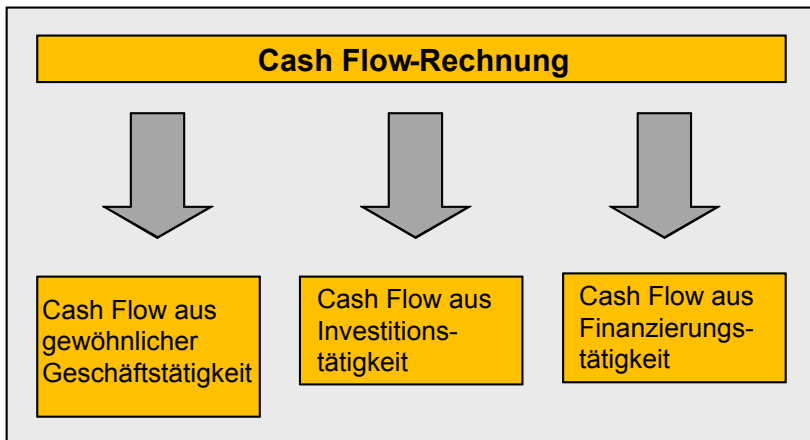 Cash Flow-Rechnung
Cash Flow aus
gewöhnlicher
Geschäftstätigkeit
Cash Flow aus
Investitions-
tätigkeit
Cash Flow aus
Finanzierungs-
tätigkeit